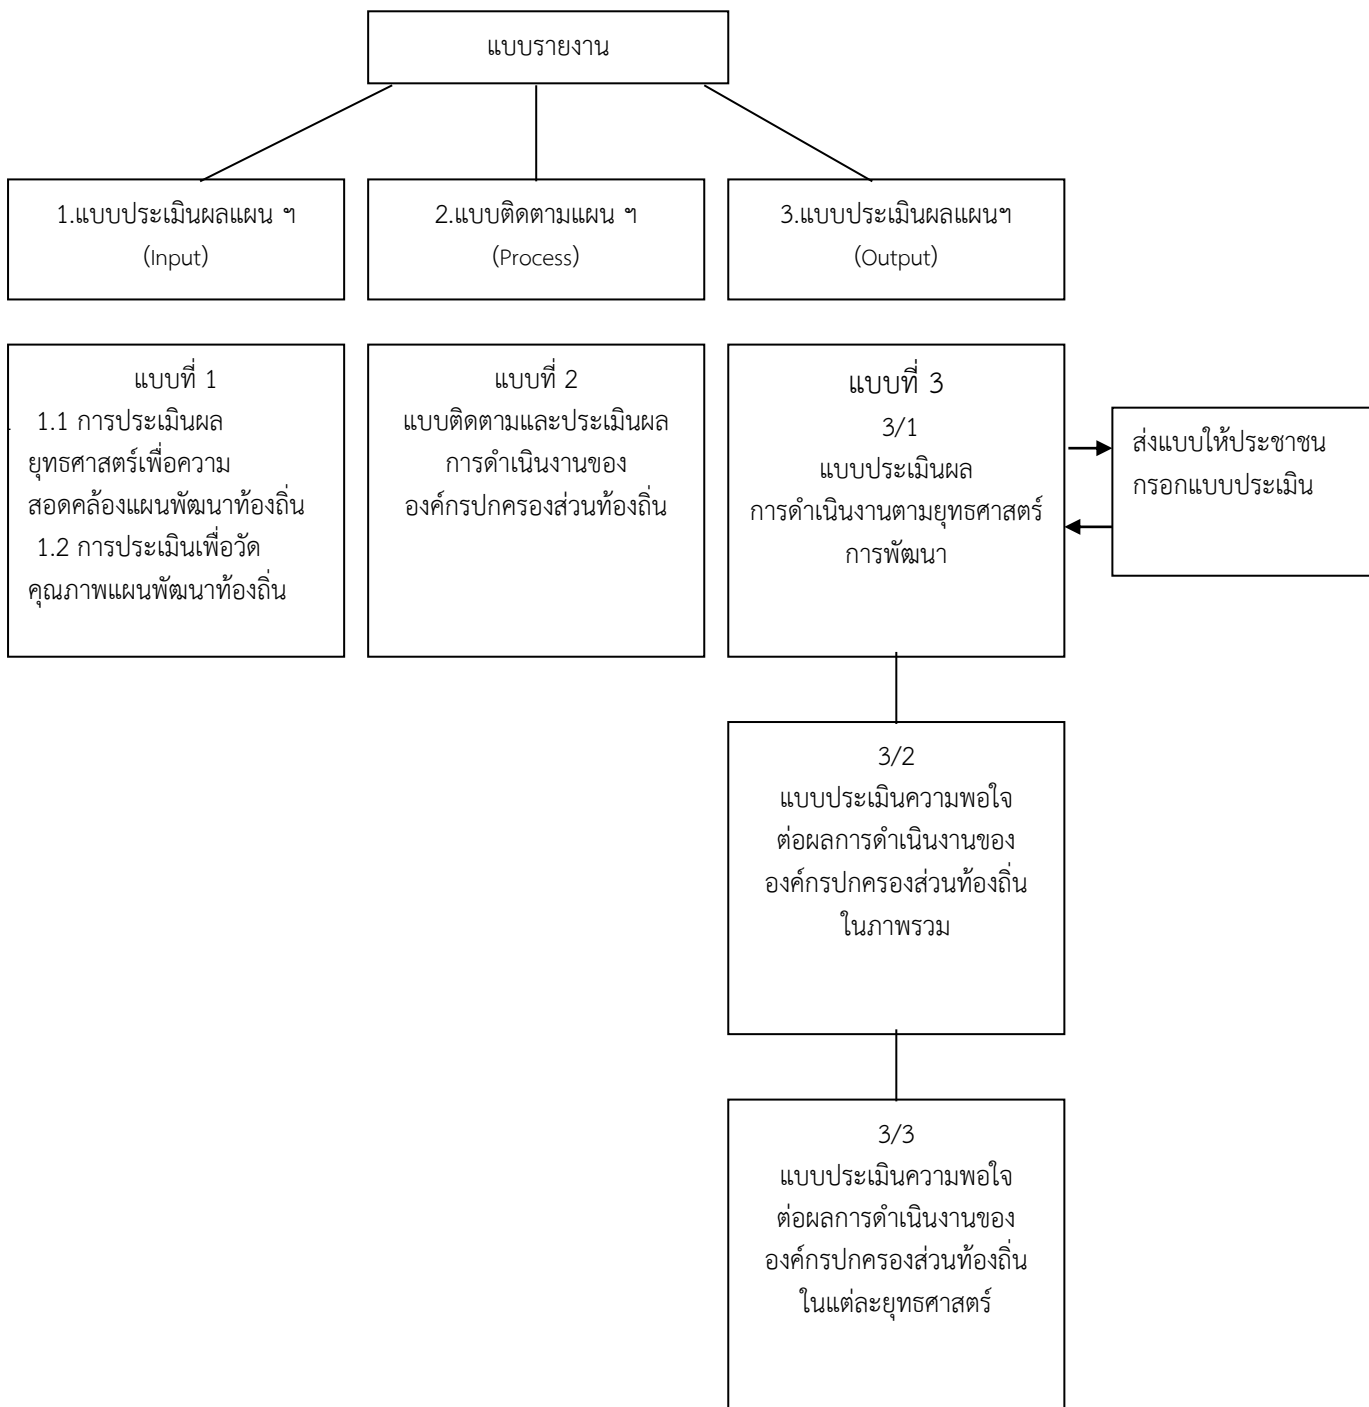 แบบรายงาน
1.แบบประเมินผลแผน ฯ
(Input)
2.แบบติดตามแผน ฯ
(Process)
3.แบบประเมินผลแผนฯ
(Output)
แบบที่ 1
1.1 การประเมินผล
ยุทธศาสตร์เพื่อความ
สอดคล้องแผนพัฒนาท้องถิ่น
1.2 การประเมินเพื่อวัด
คุณภาพแผนพัฒนาท้องถิ่น
แบบที่ 2
แบบติดตามและประเมินผล
การดำเนินงานของ
องค์กรปกครองส่วนท้องถิ่น
แบบที่ 3
3/1
แบบประเมินผล
การดำเนินงานตามยุทธศาสตร์
การพัฒนา
ส่งแบบให้ประชาชน
กรอกแบบประเมิน
3/2
แบบประเมินความพอใจ
ต่อผลการดำเนินงานของ
องค์กรปกครองส่วนท้องถิ่น
ในภาพรวม
3/3
แบบประเมินความพอใจ
ต่อผลการดำเนินงานของ
องค์กรปกครองส่วนท้องถิ่น
ในแต่ละยุทธศาสตร์